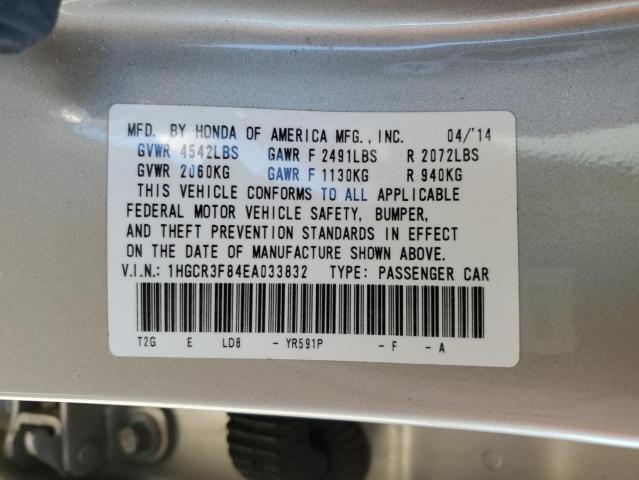 MFD. BY HONDA OF AMERICA MFG., INC. 04/'14
GVWR 4542LBS GAWR F 2491LBS R 2072LBS
GVWR 2060KG GAWR F 1130KG R 940KG
THIS VEHICLE CONFORMS TO ALL APPLICABLE
FEDERAL MOTOR VEHICLE SAFETY, BUMPER,
AND THEFT PREVENTION STANDARDS IN EFFECT
ON THE DATE OF MANUFACTURE SHOWN ABOVE.
V.I.N.: 1HGCR3F84EA033832 TYPE: PASSENGER CAR
T2G E LD8 - YR591P - F - A